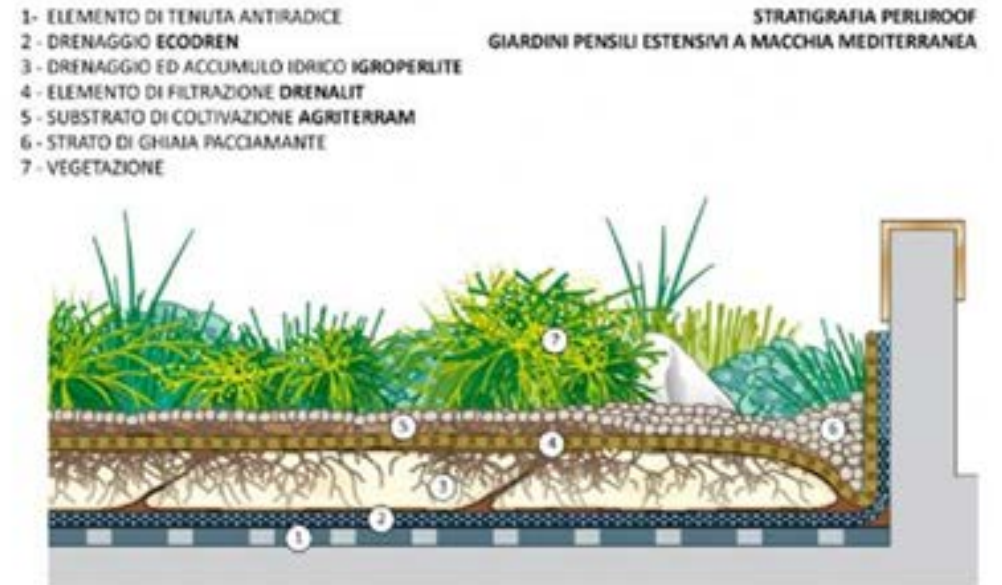 1- ELEMENTO DI TENUTA ANTIRADICE
2 - DRENAGGIO ECODREN
3 - DRENAGGIO ED ACCUMULO IDRICO IGROPERLITE
4 - ELEMENTO DI FILTRAZIONE DRENALIT
5 - SUBSTRATO DI COLTIVAZIONE AGRITERRAM
6 - STRATO DI GHIAIA PACCIAMANTE
7 - VEGETAZIONE
STRATIGRAFIA PERLIROOF
GIARDINI PENSILI ESTENSIVI A MACCHIA MEDITERRANEA
7
5
6
4
3
2
1